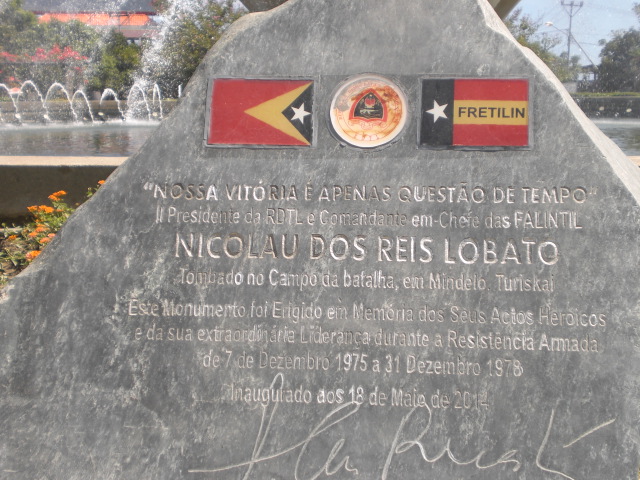 FRETILIN
"NOSSA VITÓRIA É APENAS QUESTÃO DE TEMPO"
II Presidente da RDTL e Comandante em-Chefe das FALINTIL
NICOLAU DOS REIS LOBATO
Tombado no Campo da batalha, em Mindelo, Turiskai
Este Monumento foi Erigido em Memória dos Seus Actos Heroicos
e da sua extraordinária Liderança durante a Resistência Armada
de 7 de Dezembro 1975 a 31 Dezembro 1978
Inaugurado aos 18 de Maio de 2014